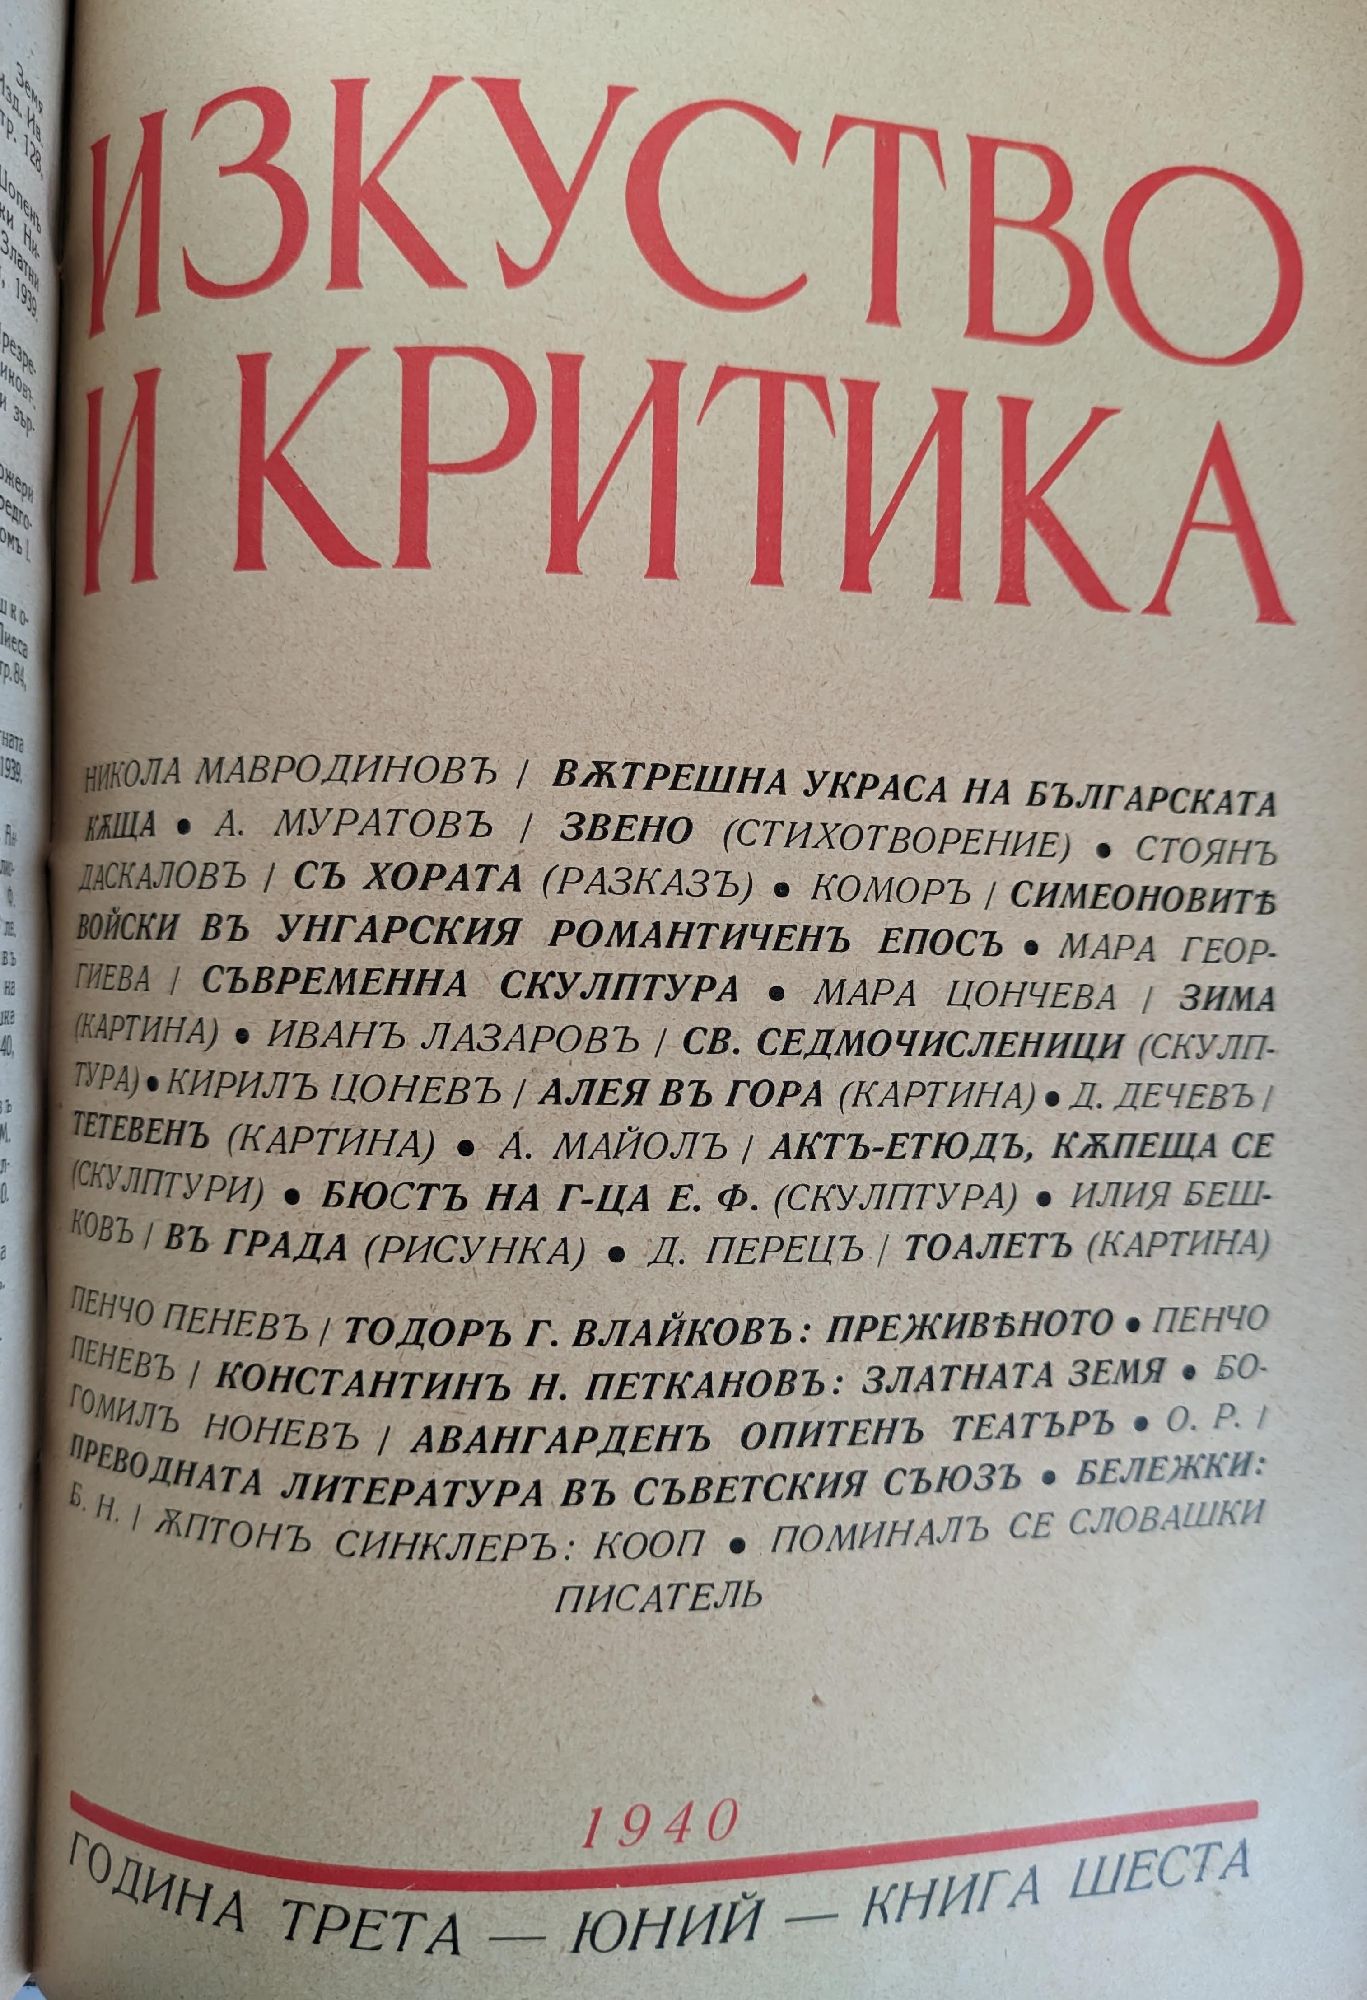 ИЗКУСТВО
И КРИТИКА
НИКОЛА МАВРОДИНОВЪ / ВѪТРЕШНА УКРАСА НА БЪЛГАРСКАТА
КѪЩА • А. МУРАТОВЪ / ЗВЕНО (СТИХОТВОРЕНИЕ) • СТОЯНЪ
ДАСКАЛОВЪ / СЪ ХОРАТА (РАЗКАЗЪ) • КОМОРЪ / СИМЕОНОВИТѢ
ВОЙСКИ ВЪ УНГАРСКИЯ РОМАНТИЧЕНЪ ЕПОСЪ • МАРА ГЕОР-
ГИЕВА / СЪВРЕМЕННА СКУЛПТУРА • МАРА ЦОНЧЕВА / ЗИМА
(КАРТИНА) • ИВАНЪ ЛАЗАРОВЪ / СВ. СЕДМОЧИСЛЕНИЦИ (СКУЛП-
ТУРА) • КИРИЛЪ ЦОНЕВЪ / АЛЕЯ ВЪ ГОРА (КАРТИНА) • Д. ДЕЧЕВЪ /
ТЕТЕВЕНЪ (КАРТИНА) • А. МАЙОЛЪ / АКТЪ-ЕТЮДЪ, КѪПЕЩА СЕ
(СКУЛПТУРИ) • БЮСТЪ НА Г-ЦА Е. Ф. (СКУЛПТУРА) • ИЛИЯ БЕШ-
КОВЪ / ВЪ ГРАДА (РИСУНКА) • Д. ПЕРЕЦЪ / ТОАЛЕТЪ (КАРТИНА)
ПЕНЧО ПЕНЕВЪ / ТОДОРЪ Г. ВЛАЙКОВЪ: ПРЕЖИВѢНОТО • ПЕНЧО
ПЕНЕВЪ / КОНСТАНТИНЪ Н. ПЕТКАНОВЪ: ЗЛАТНАТА ЗЕМЯ • БО-
ГОМИЛЪ НОНЕВЪ / АВАНГАРДЕНЪ ОПИТЕНЪ ТЕАТЪРЪ • О. Р. /
ПРЕВОДНАТА ЛИТЕРАТУРА ВЪ СЪВЕТСКИЯ СЪЮЗЪ • БЕЛЕЖКИ:
Б. Н. / ѪПТОНЪ СИНКЛЕРЪ: КООП • ПОМИНАЛЪ СЕ СЛОВАШКИ
ПИСАТЕЛЬ
1940
ГОДИНА ТРЕТА — ЮНИЙ — КНИГА ШЕСТА